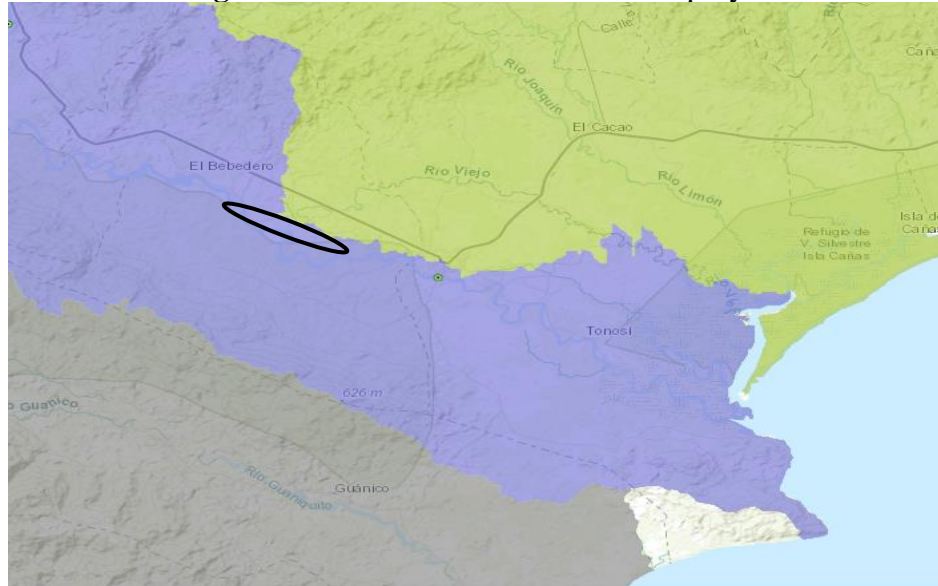 Calle
Río Joaquín
El Cacao
El Bebedero
Río Viejo
Río Limón
Isla de
Cañas
Refugio de
V. Silvestre
Isla Cañas
Tonosí
626 m
Guanico
Río Guaniquito
Guánico